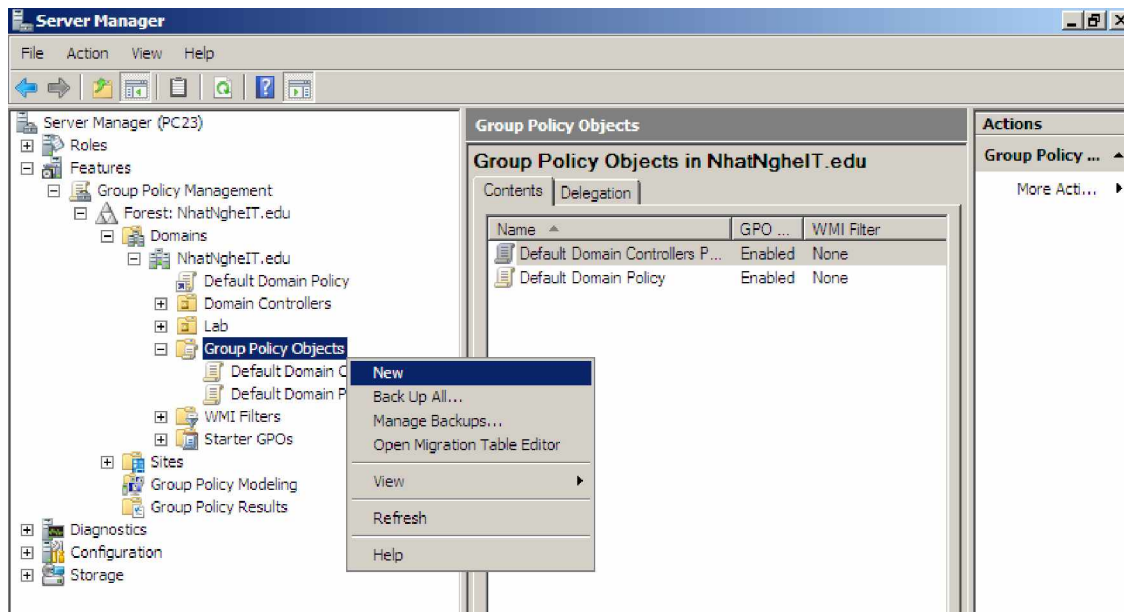 Server Manager
File Action View Help
Server Manager (PC23)
Roles
Features
Group Policy Management
Forest: NhatNgheIT.edu
Domains
NhatNgheIT.edu
Default Domain Policy
Domain Controllers
Lab
Group Policy Objects
Default Domain C
Default Domain P
WMI Filters
Starter GPOs
Sites
Group Policy Modeling
Group Policy Results
Diagnostics
Configuration
Storage
New
Back Up All...
Manage Backups...
Open Migration Table Editor
View
Refresh
Help
Group Policy Objects
Group Policy Objects in NhatNgheIT.edu
Contents Delegation
Name GPO ... WMI Filter
Default Domain Controllers P... Enabled None
Default Domain Policy Enabled None
Actions
Group Policy ...
More Acti...